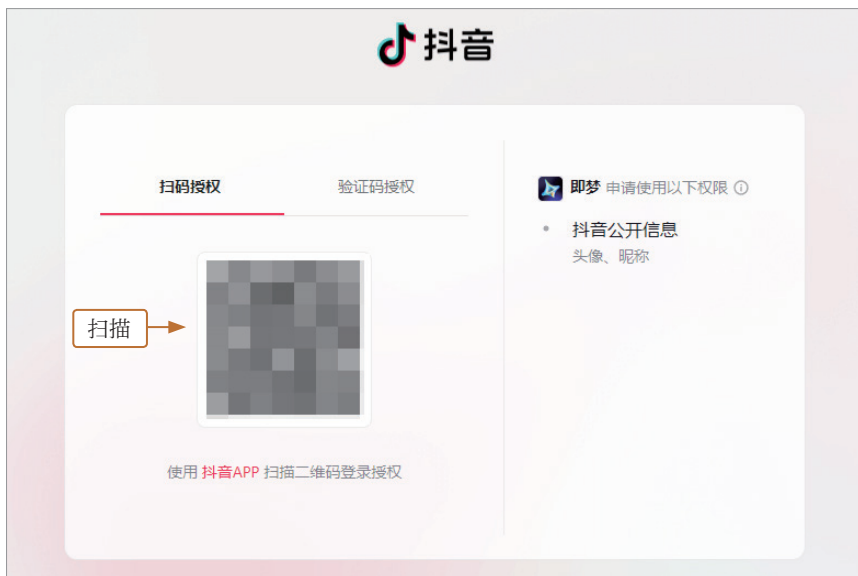 抖音
扫码授权
验证码授权
扫描
使用 抖音APP 扫描二维码登录授权
即梦 申请使用以下权限
抖音公开信息
头像、昵称